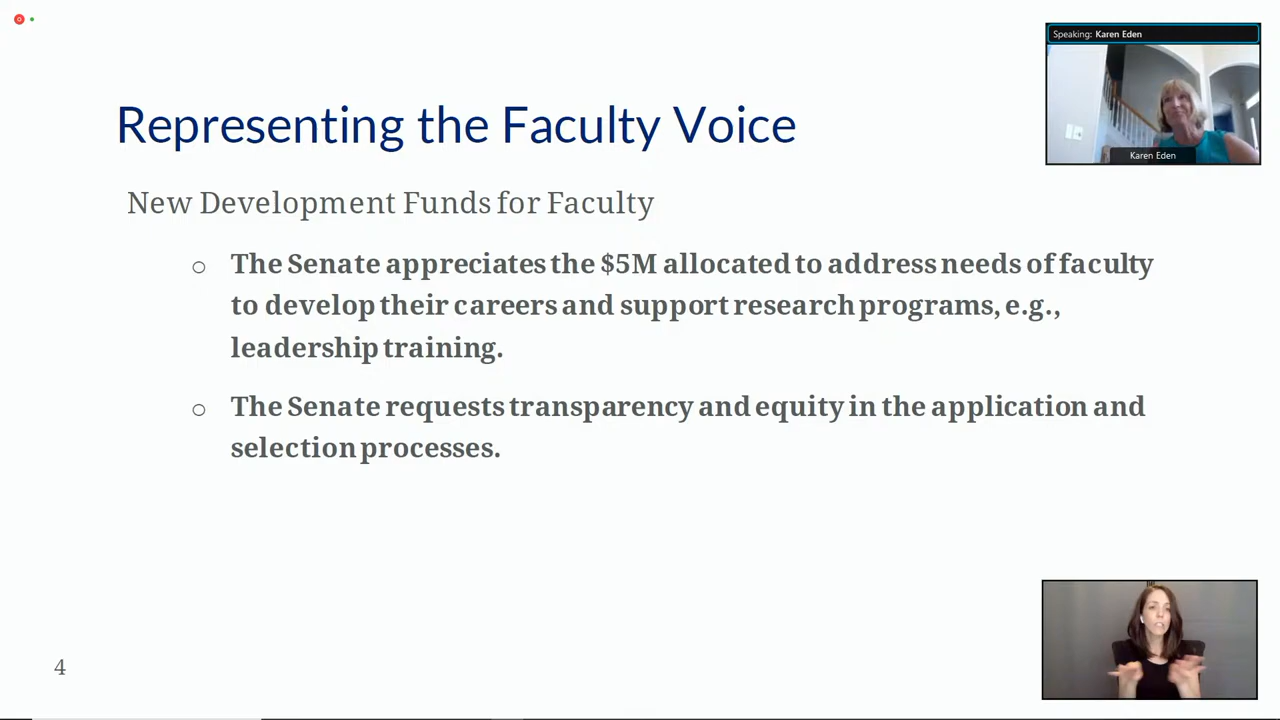 Speaking: Karen Eden
Karen Eden
Representing the Faculty Voice
New Development Funds for Faculty
○ The Senate appreciates the $5M allocated to address needs of faculty
to develop their careers and support research programs, e.g.,
leadership training.
○ The Senate requests transparency and equity in the application and
selection processes.
4